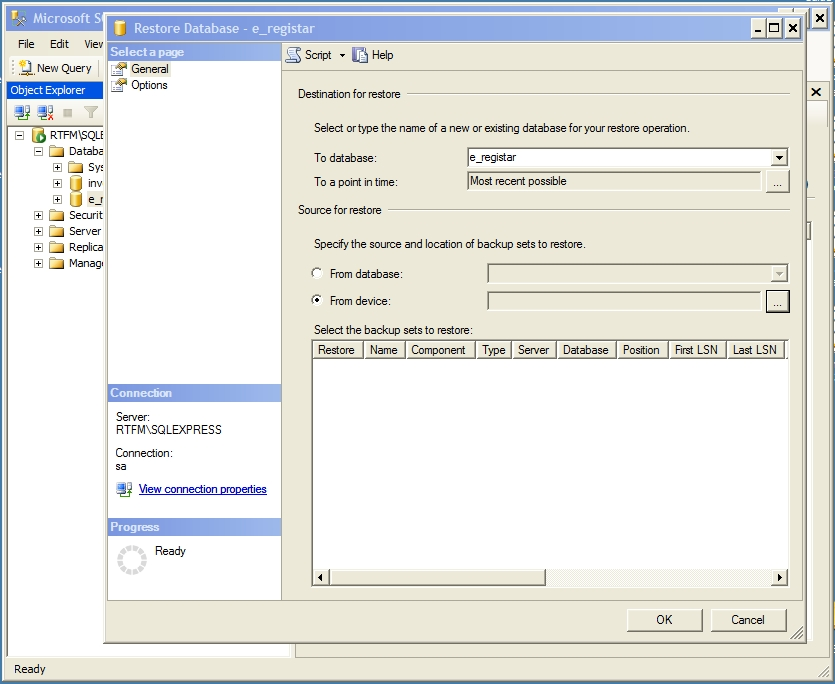 Microsoft S
Restore Database - e_registar
File Edit View
New Query
Object Explorer
RTFM\SQLE
Databa
Sys
inv
e_r
Securit
Server
Replica
Manag
Select a page
General
Options
Script Help
Destination for restore
Select or type the name of a new or existing database for your restore operation.
To database: e_registar
To a point in time: Most recent possible ...
Source for restore
Specify the source and location of backup sets to restore.
From database:
From device: ...
Select the backup sets to restore:
Restore Name Component Type Server Database Position First LSN Last LSN
Connection
Server:
RTFM\SQLEXPRESS
Connection:
sa
View connection properties
Progress
Ready
OK Cancel
Ready